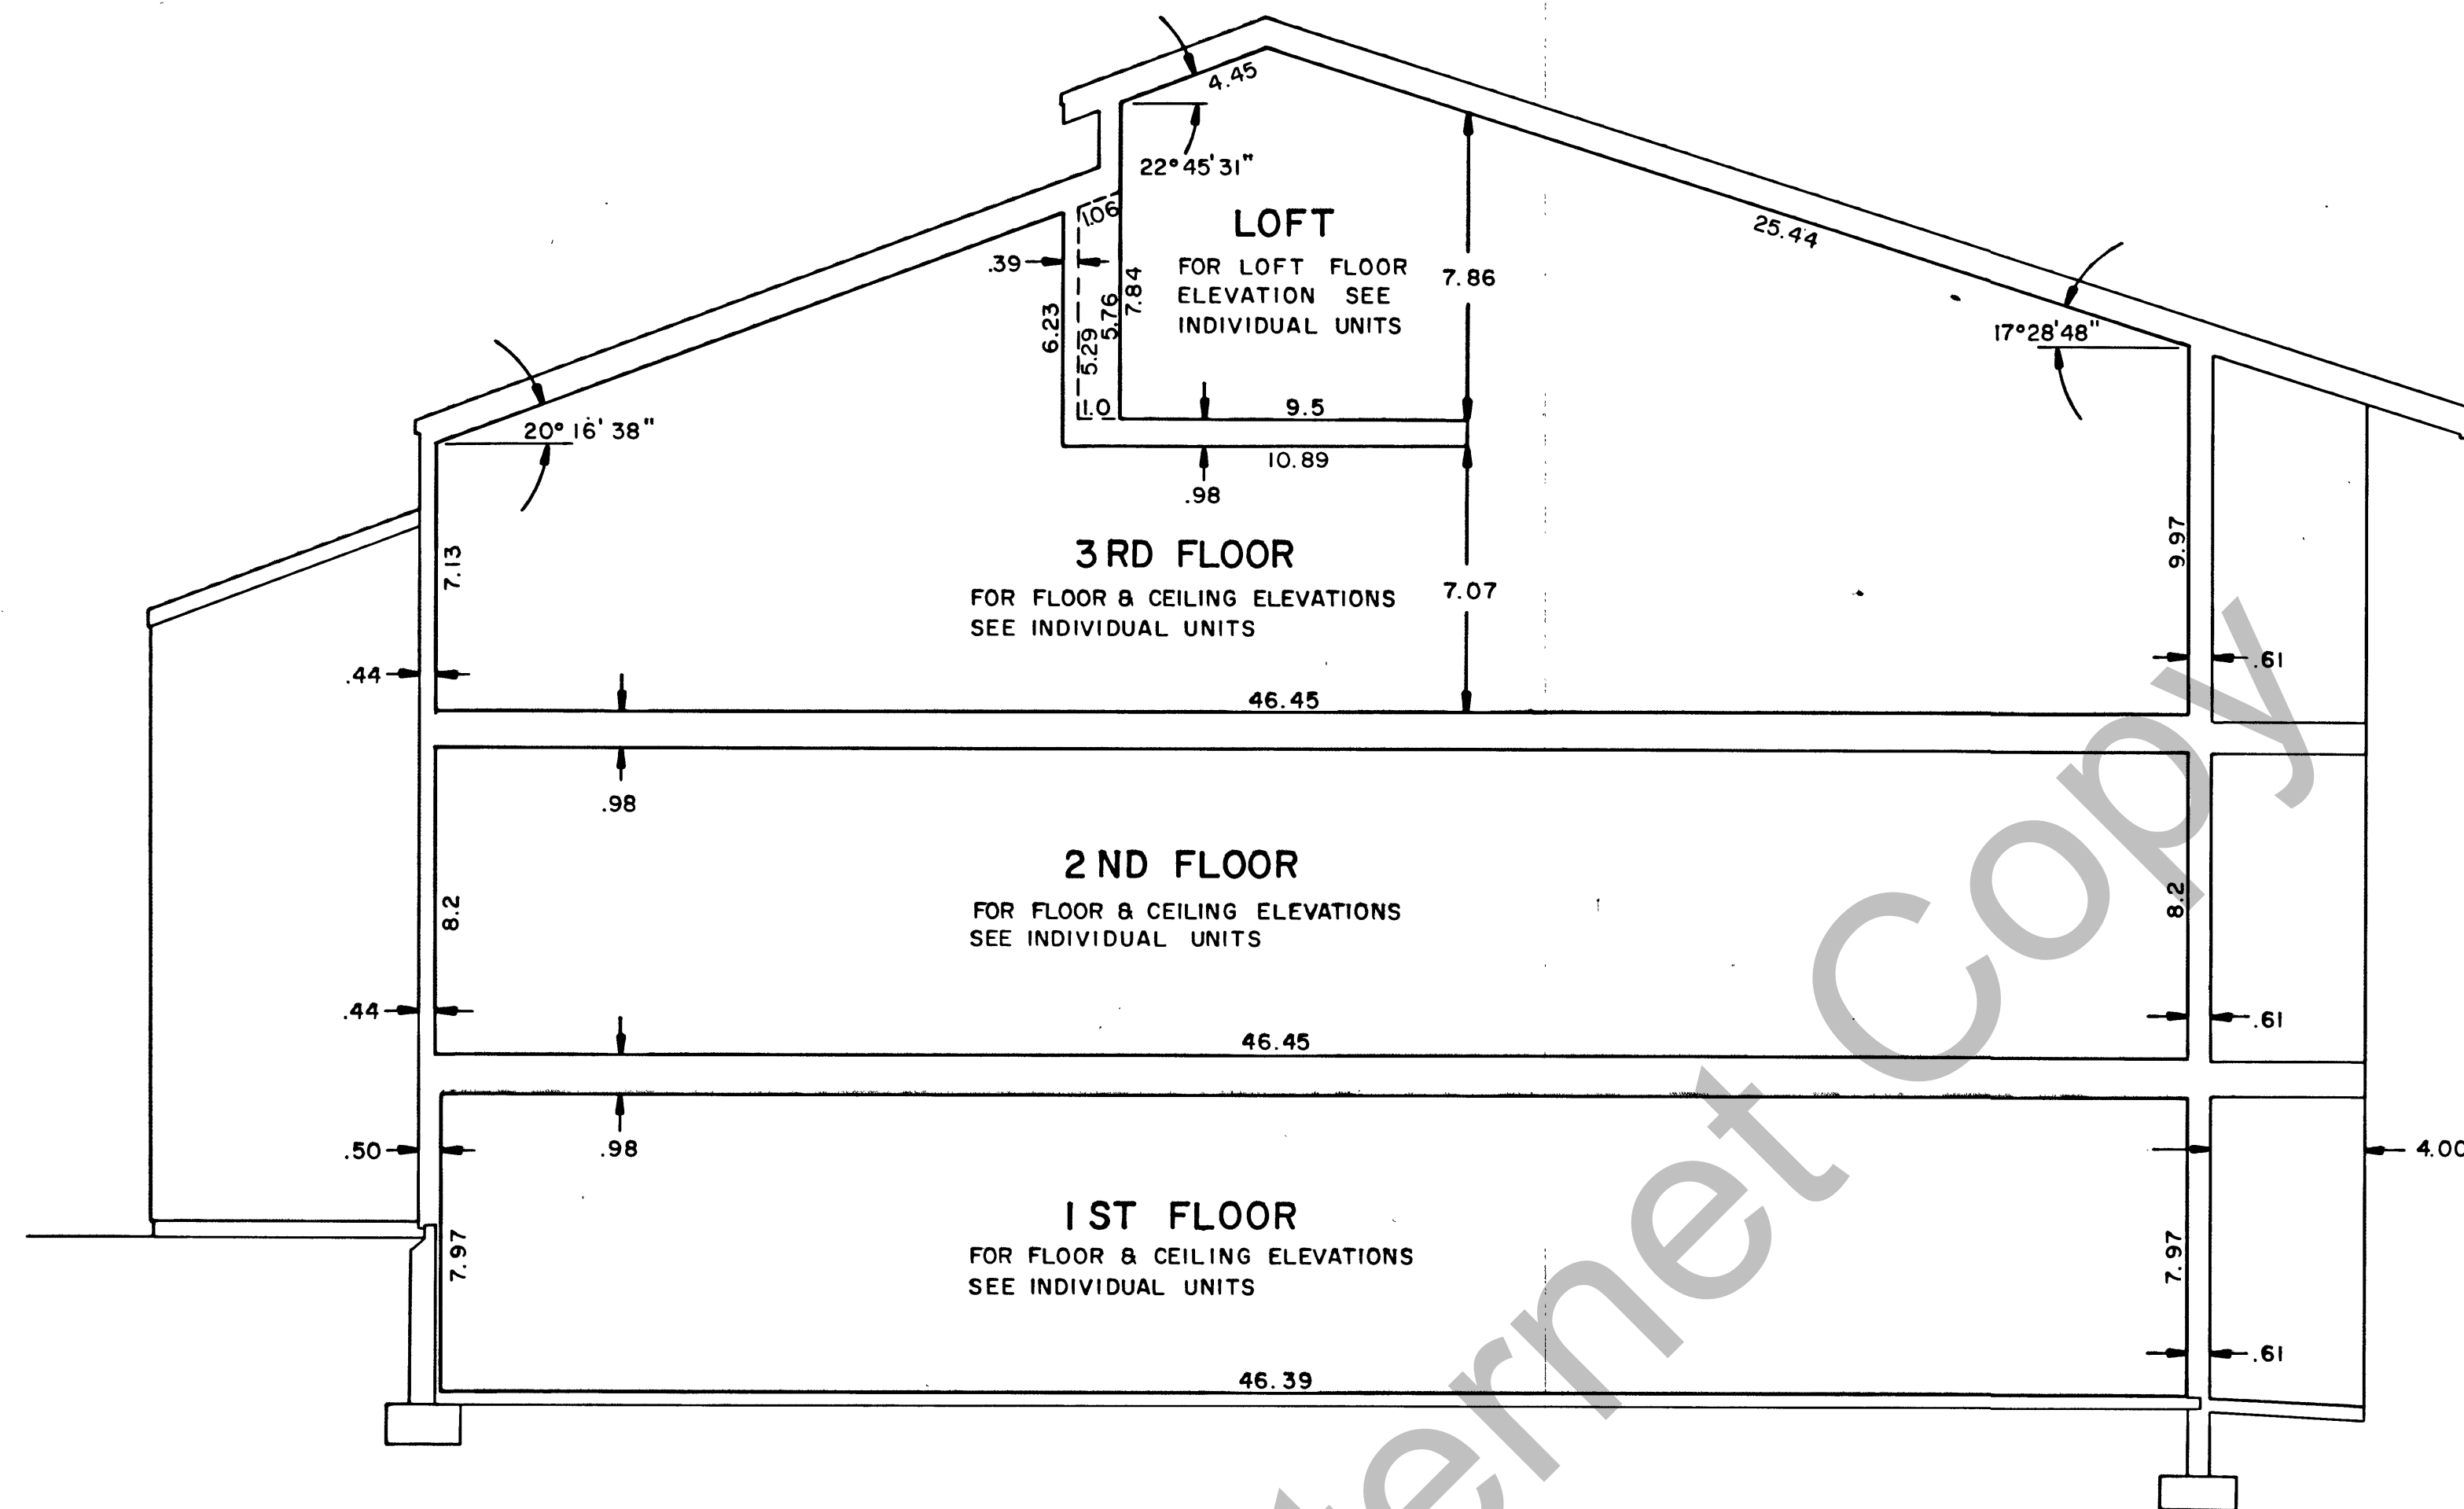 4.45
22°45'31"
1.06
LOFT
25.44
.39
FOR LOFT FLOOR
ELEVATION SEE
INDIVIDUAL UNITS
7.86
7.84
5.76
6.23
5.29
17°28'48"
1.0
9.5
20° 16' 38"
10.89
.98
3RD FLOOR
FOR FLOOR & CEILING ELEVATIONS
SEE INDIVIDUAL UNITS
7.07
7.13
9.97
.44
.61
46.45
.98
2ND FLOOR
FOR FLOOR & CEILING ELEVATIONS
SEE INDIVIDUAL UNITS
8.2
8.2
.44
.61
46.45
.50
.98
4.00
1ST FLOOR
FOR FLOOR & CEILING ELEVATIONS
SEE INDIVIDUAL UNITS
7.97
7.97
.61
46.39
ternet Copy